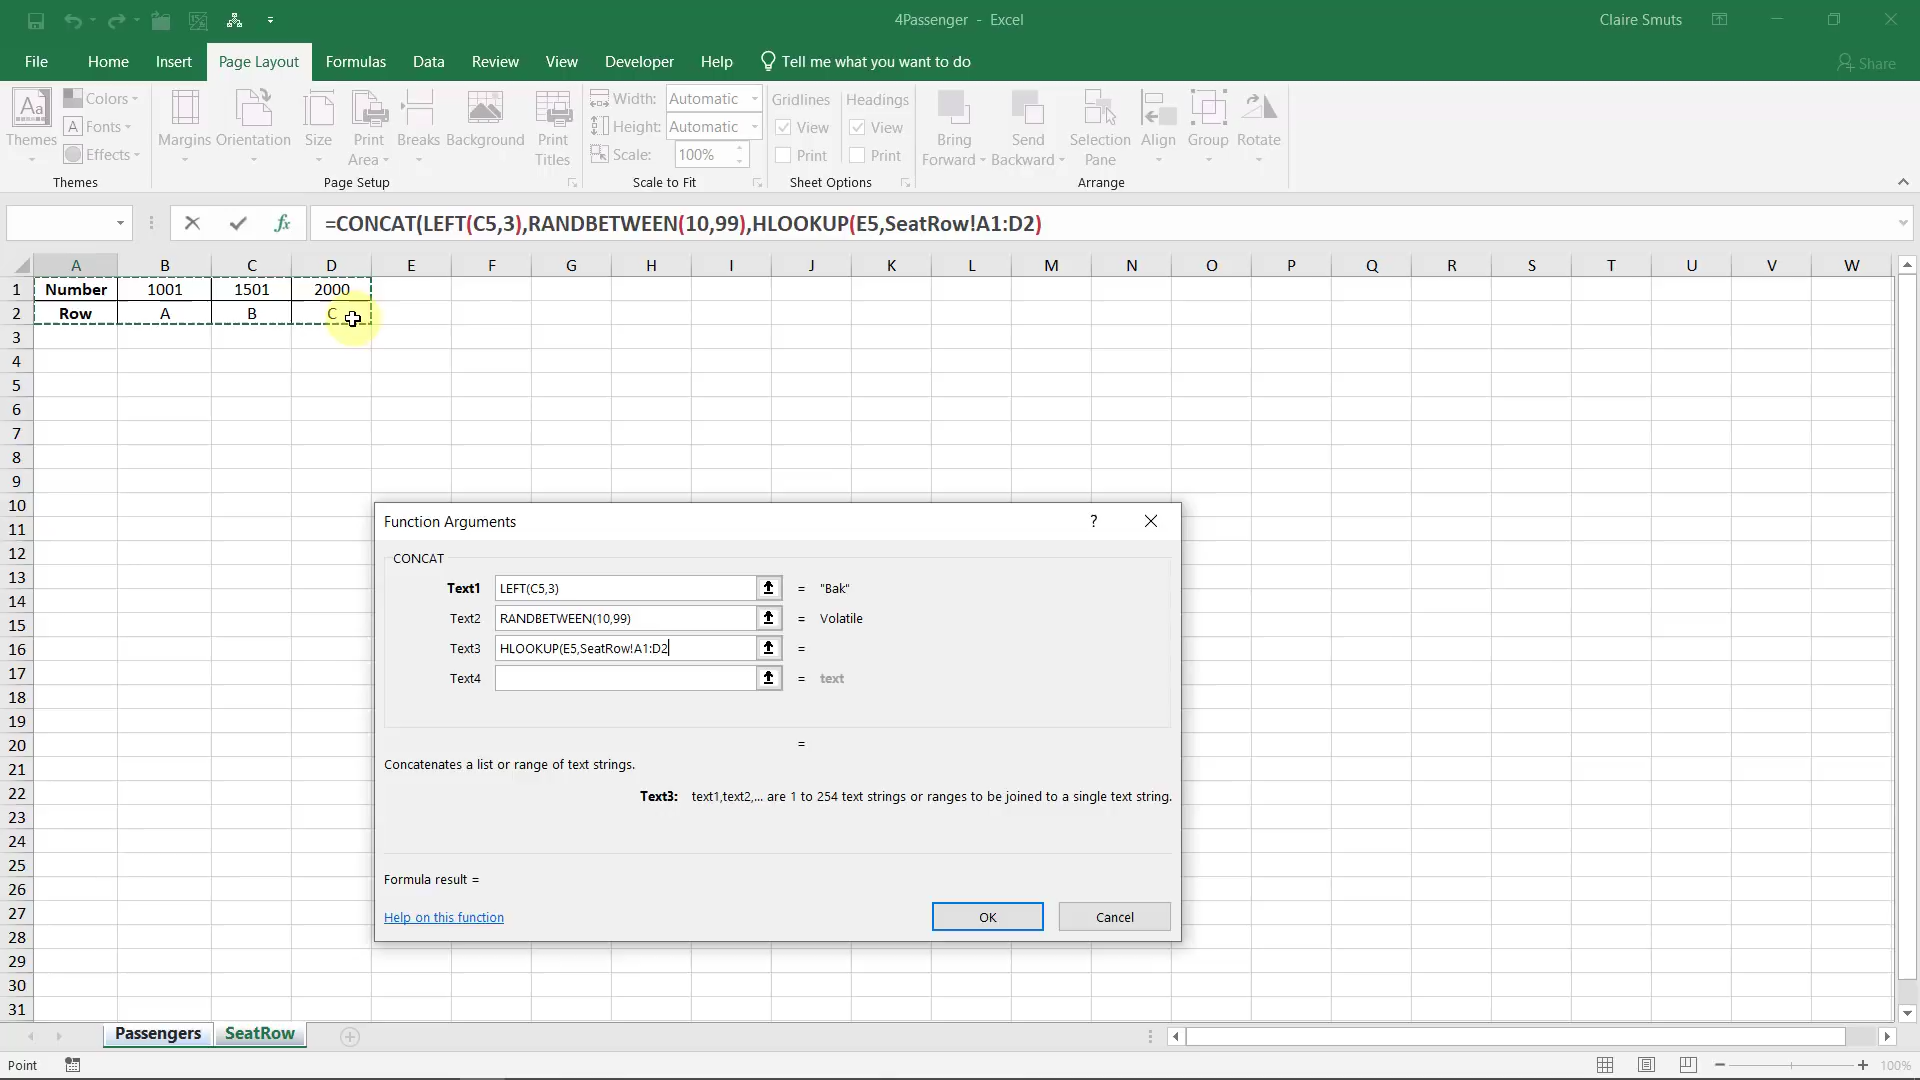 4Passenger - Excel
Claire Smuts
File Home Insert Page Layout Formulas Data Review View Developer Help Tell me what you want to do
Share
Themes
Colors
Fonts
Effects
Themes
Margins
Orientation
Size
Print Area
Breaks
Background
Print Titles
Page Setup
Width: Automatic
Height: Automatic
Scale: 100%
Scale to Fit
Gridlines
View
Print
Headings
View
Print
Sheet Options
Bring Forward
Send Backward
Selection Pane
Align
Group
Rotate
Arrange
fx =CONCAT(LEFT(C5,3),RANDBETWEEN(10,99),HLOOKUP(E5,SeatRow!A1:D2)
A B C D E F G H I J K L M N O P Q R S T U V W
1 Number 1001 1501 2000
2 Row A B C
3
4
5
6
7
8
9
10
11
12
13
14
15
16
17
18
19
20
21
22
23
24
25
26
27
28
29
30
31
Function Arguments ?
CONCAT
Text1 LEFT(C5,3) = "Bak"
Text2 RANDBETWEEN(10,99) = Volatile
Text3 HLOOKUP(E5,SeatRow!A1:D2 =
Text4 = text
=
Concatenates a list or range of text strings.
Text3: text1,text2,... are 1 to 254 text strings or ranges to be joined to a single text string.
Formula result =
Help on this function
OK Cancel
Passengers SeatRow
Point
100%